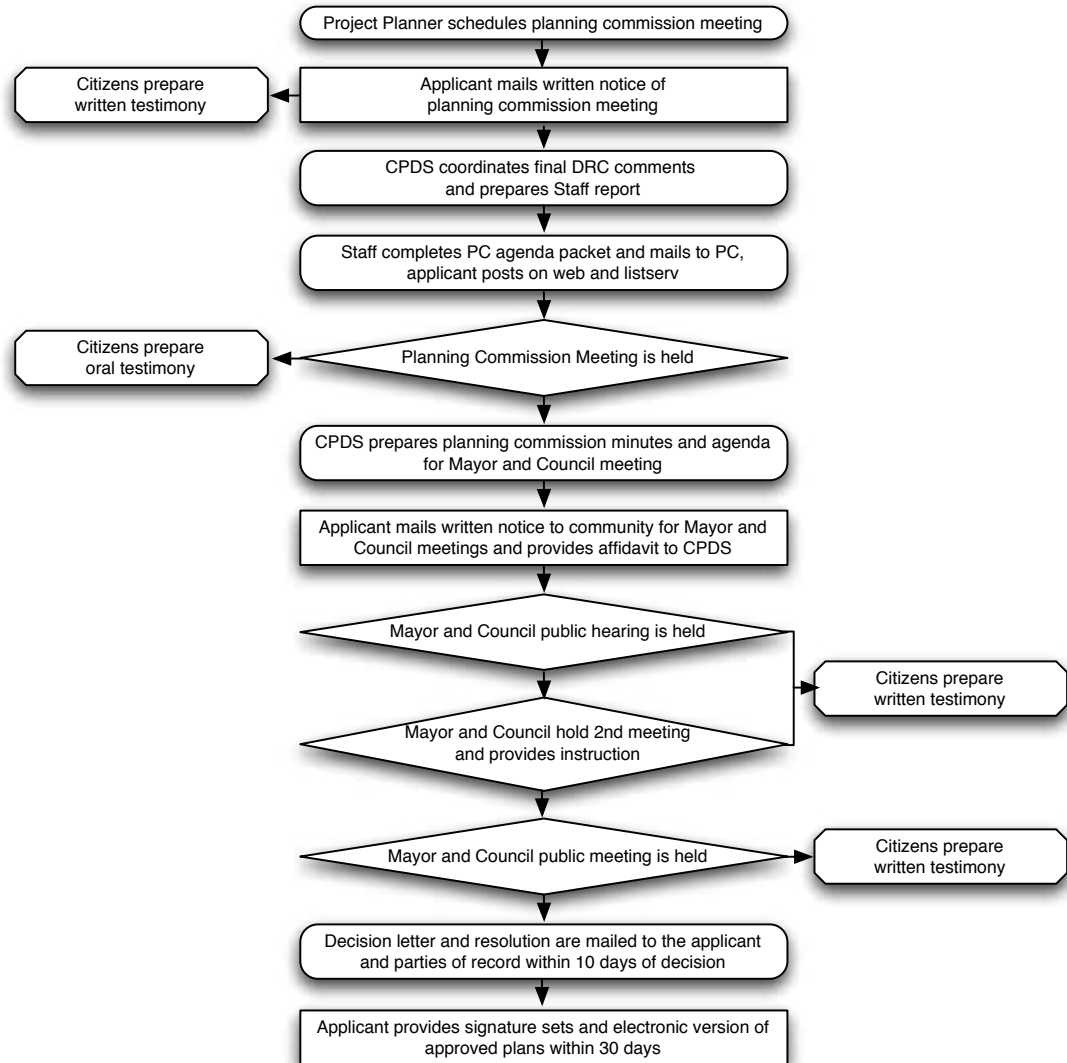 Project Planner schedules planning commission meeting
Citizens prepare
written testimony
Applicant mails written notice of
planning commission meeting
CPDS coordinates final DRC comments
and prepares Staff report
Staff completes PC agenda packet and mails to PC,
applicant posts on web and listserv
Citizens prepare
oral testimony
Planning Commission Meeting is held
CPDS prepares planning commission minutes and agenda
for Mayor and Council meeting
Applicant mails written notice to community for Mayor and
Council meetings and provides affidavit to CPDS
Mayor and Council public hearing is held
Citizens prepare
written testimony
Mayor and Council hold 2nd meeting
and provides instruction
Mayor and Council public meeting is held
Citizens prepare
written testimony
Decision letter and resolution are mailed to the applicant
and parties of record within 10 days of decision
Applicant provides signature sets and electronic version of
approved plans within 30 days